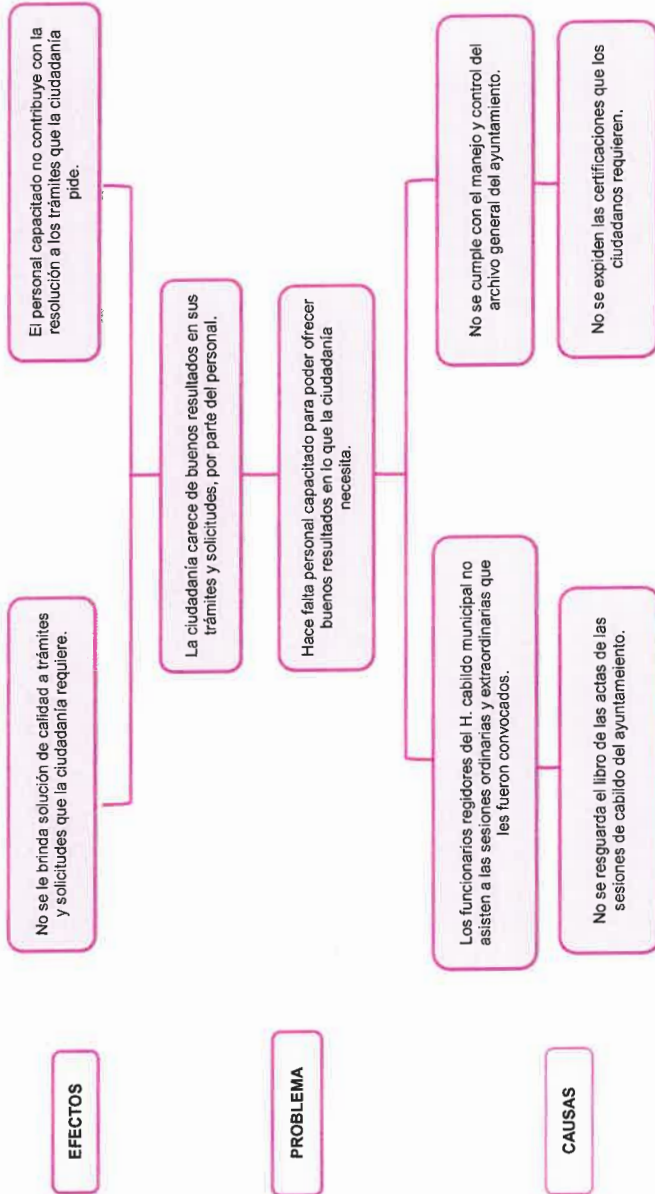 EFECTOS
No se le brinda solución de calidad a trámites
y solicitudes que la ciudadanía requiere.
El personal capacitado no contribuye con la
resolución a los trámites que la ciudadanía
pide.
La ciudadanía carece de buenos resultados en sus
trámites y solicitudes, por parte del personal.
PROBLEMA
Hace falta personal capacitado para poder ofrecer
buenos resultados en lo que la ciudadanía
necesita.
CAUSAS
Los funcionarios regidores del H. cabildo municipal no
asisten a las sesiones ordinarias y extraordinarias que
les fueron convocados.
No se cumple con el manejo y control del
archivo general del ayuntamiento.
No se resguarda el libro de las actas de las
sesiones de cabildo del ayuntameiento.
No se expiden las certificaciones que los
ciudadanos requieren.